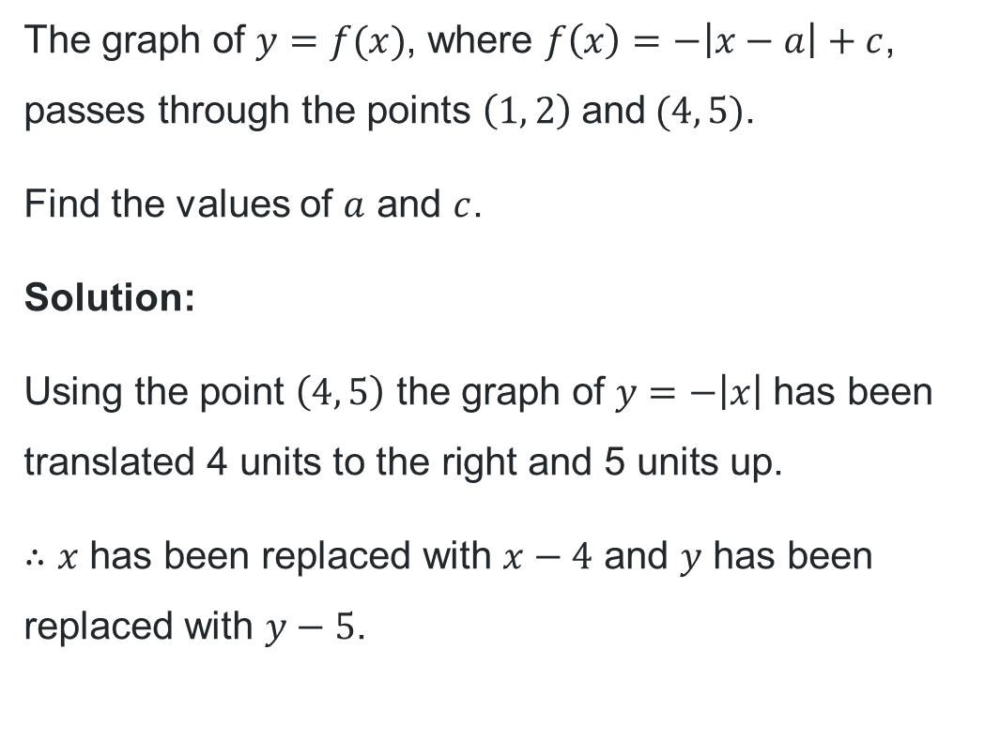 The graph of y = f(x), where f(x) = −|x − a| + c,
passes through the points (1, 2) and (4, 5).
Find the values of a and c.
Solution:
Using the point (4, 5) the graph of y = −|x| has been
translated 4 units to the right and 5 units up.
∴ x has been replaced with x − 4 and y has been
replaced with y − 5.